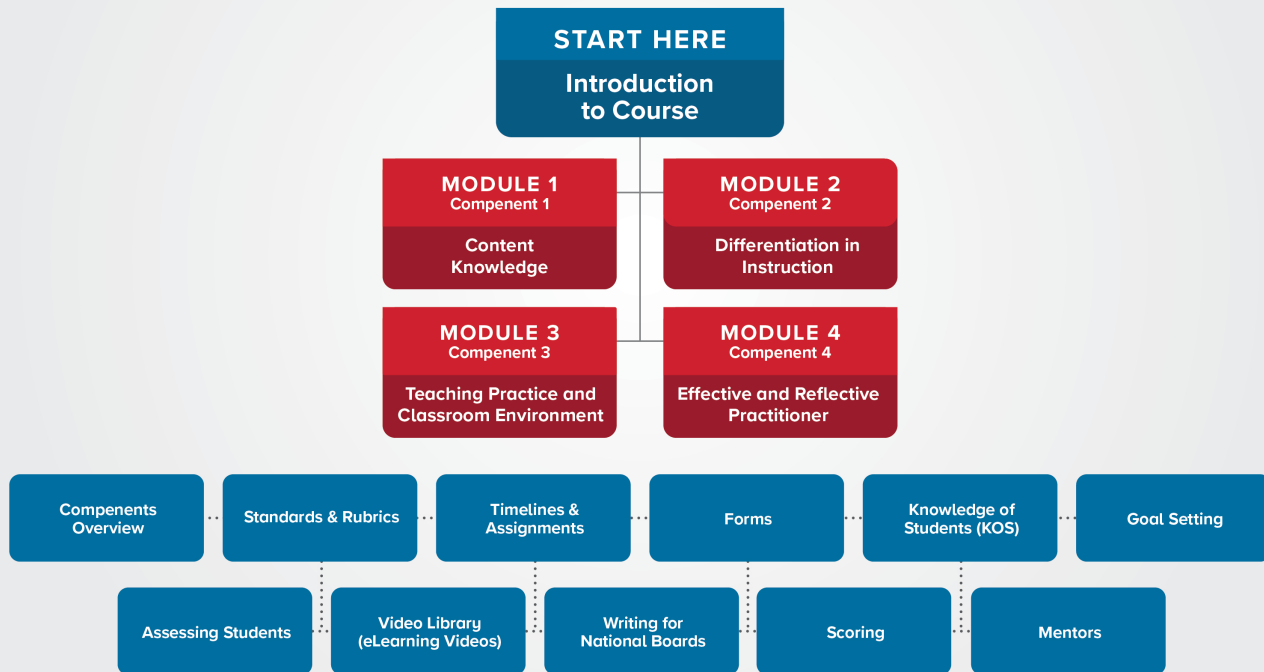 START HERE
Introduction
to Course
MODULE 1
Compenent 1
Content
Knowledge
MODULE 2
Compenent 2
Differentiation in
Instruction
MODULE 3
Compenent 3
Teaching Practice and
Classroom Environment
MODULE 4
Compenent 4
Effective and Reflective
Practitioner
Compenents
Overview
Standards & Rubrics
Timelines &
Assignments
Forms
Knowledge of
Students (KOS)
Goal Setting
Assessing Students
Video Library
(eLearning Videos)
Writing for
National Boards
Scoring
Mentors